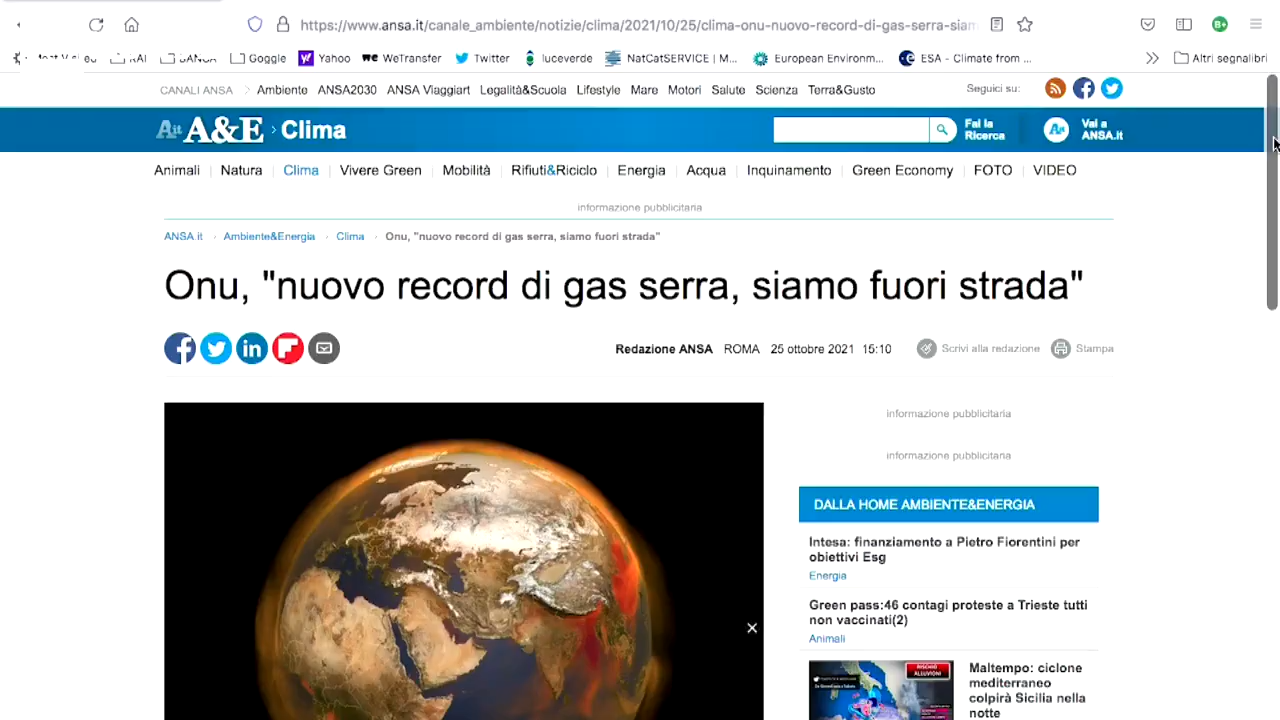 https://www.ansa.it/canale_ambiente/notizie/clima/2021/10/25/clima-onu-nuovo-record-di-gas-serra-siam
Goggle Yahoo WeTransfer Twitter luceverde NatCatSERVICE | M... European Environm... ESA - Climate from ... Altri segnalibri
CANALI ANSA Ambiente ANSA2030 ANSA Viaggiart Legalità&Scuola Lifestyle Mare Motori Salute Scienza Terra&Gusto Seguici su:
A&E › Clima
Fai la
Ricerca
Vai a
ANSA.it
Animali Natura Clima Vivere Green Mobilità Rifiuti&Riciclo Energia Acqua Inquinamento Green Economy FOTO VIDEO
informazione pubblicitaria
ANSA.it › Ambiente&Energia › Clima › Onu, "nuovo record di gas serra, siamo fuori strada"
Onu, "nuovo record di gas serra, siamo fuori strada"
Redazione ANSA ROMA 25 ottobre 2021 15:10 Scrivi alla redazione Stampa
informazione pubblicitaria
informazione pubblicitaria
DALLA HOME AMBIENTE&ENERGIA
Intesa: finanziamento a Pietro Fiorentini per
obiettivi Esg
Energia
Green pass:46 contagi proteste a Trieste tutti
non vaccinati(2)
Animali
RISCHIO
ALLUVIONI
Maltempo: ciclone
mediterraneo
colpirà Sicilia nella
notte